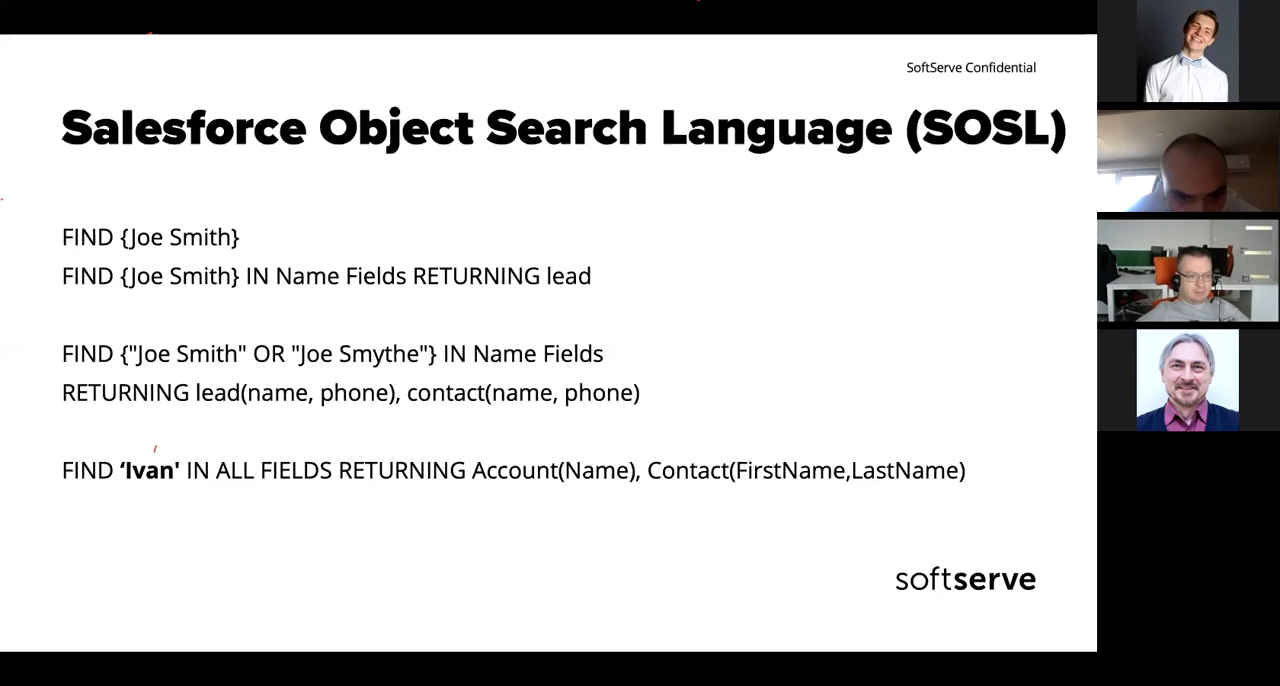 SoftServe Confidential
Salesforce Object Search Language (SOSL)
FIND {Joe Smith}
FIND {Joe Smith} IN Name Fields RETURNING lead
FIND {"Joe Smith" OR "Joe Smythe"} IN Name Fields
RETURNING lead(name, phone), contact(name, phone)
FIND ‘Ivan' IN ALL FIELDS RETURNING Account(Name), Contact(FirstName,LastName)
softserve